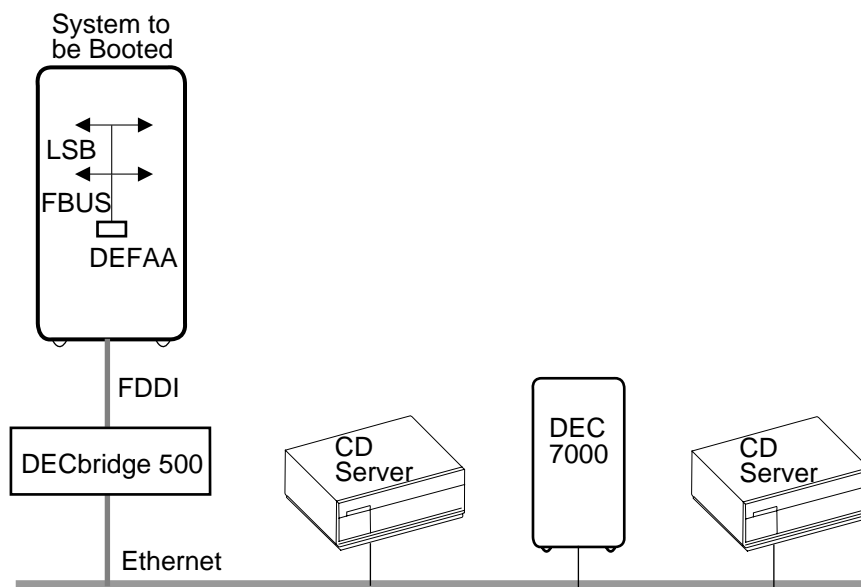 System to
be Booted
LSB
FBUS
DEFAA
FDDI
DECbridge 500
Ethernet
CD
Server
DEC
7000
CD
Server